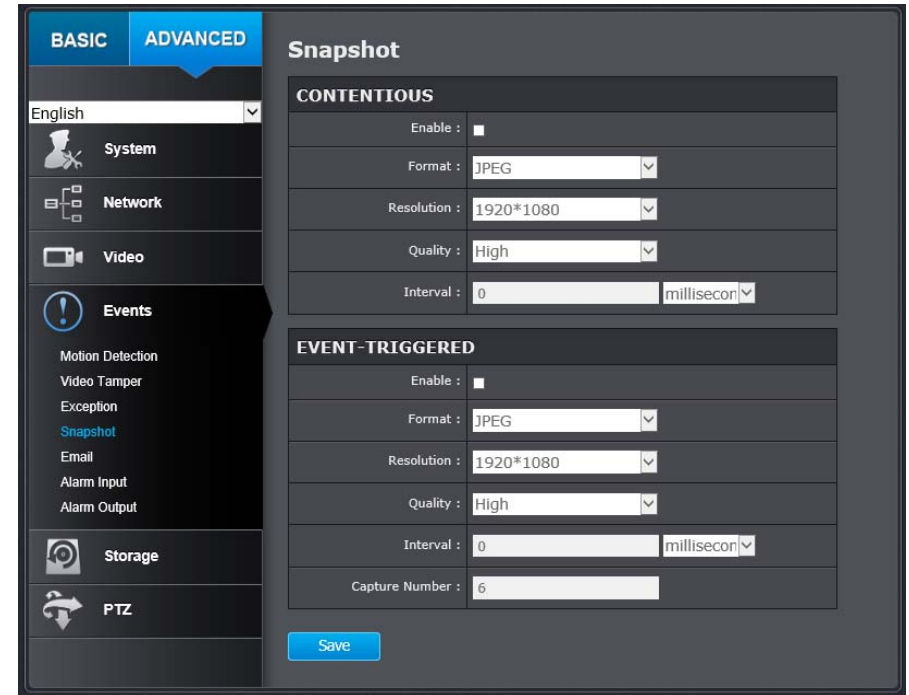 BASIC
ADVANCED
English
System
Network
Video
Events
Motion Detection
Video Tamper
Exception
Snapshot
Email
Alarm Input
Alarm Output
Storage
PTZ
Snapshot
CONTENTIOUS
Enable :
Format : JPEG
Resolution : 1920*1080
Quality : High
Interval : 0 millisecon
EVENT-TRIGGERED
Enable :
Format : JPEG
Resolution : 1920*1080
Quality : High
Interval : 0 millisecon
Capture Number : 6
Save